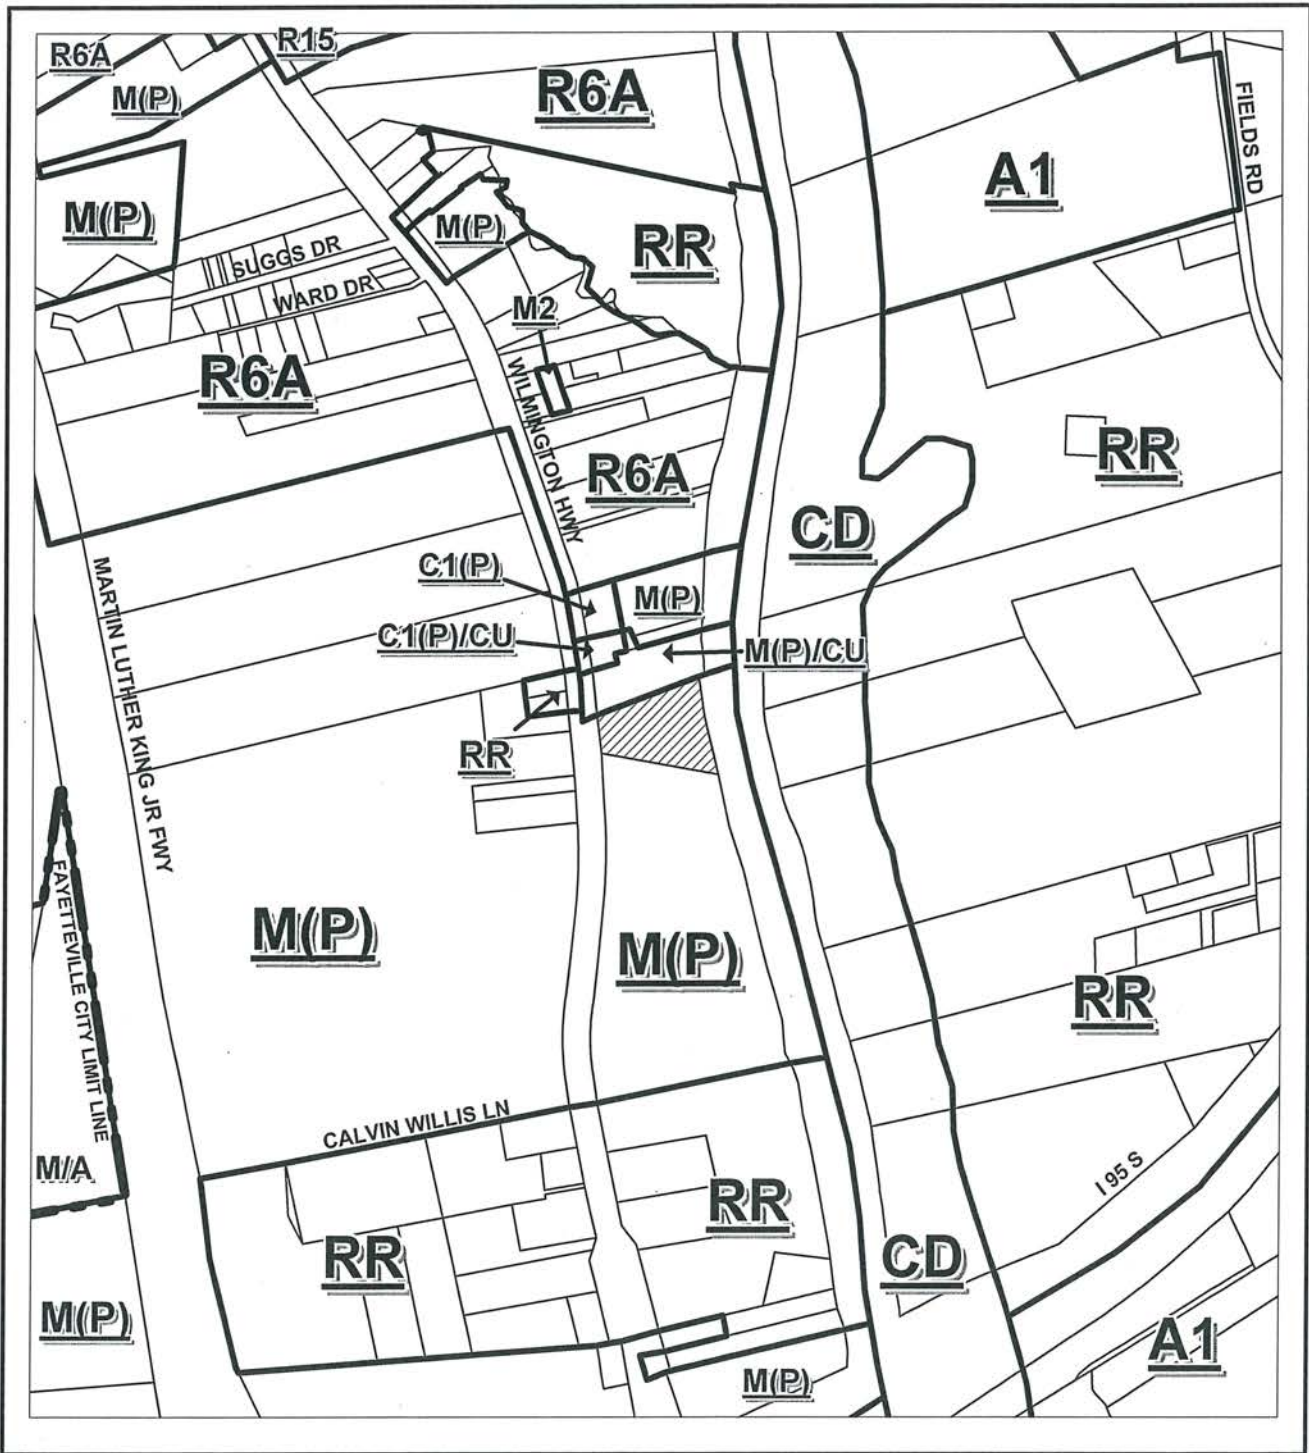 R6A
R15
M(P)
R6A
A1
FIELDS RD
M(P)
M(P)
RR
SUGGS DR
WARD DR
M2
R6A
WILMINGTON HWY
R6A
RR
CD
C1(P)
M(P)
C1(P)/CU
M(P)/CU
RR
MARTIN LUTHER KING JR FWY
FAYETTEVILLE CITY LIMIT LINE
M(P)
M(P)
RR
CALVIN WILLIS LN
M/A
I 95 S
RR
RR
CD
M(P)
A1
M(P)